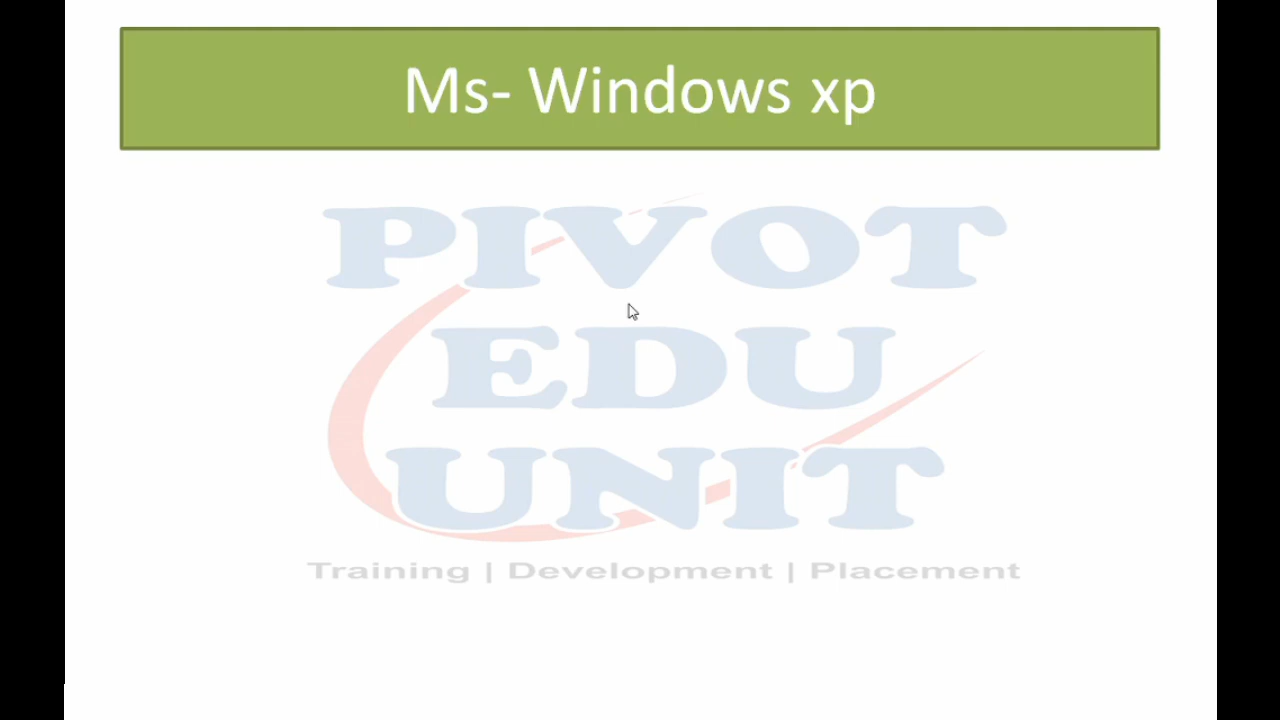 Ms- Windows xp
PIVOT
EDU
UNIT
Training | Development | Placement